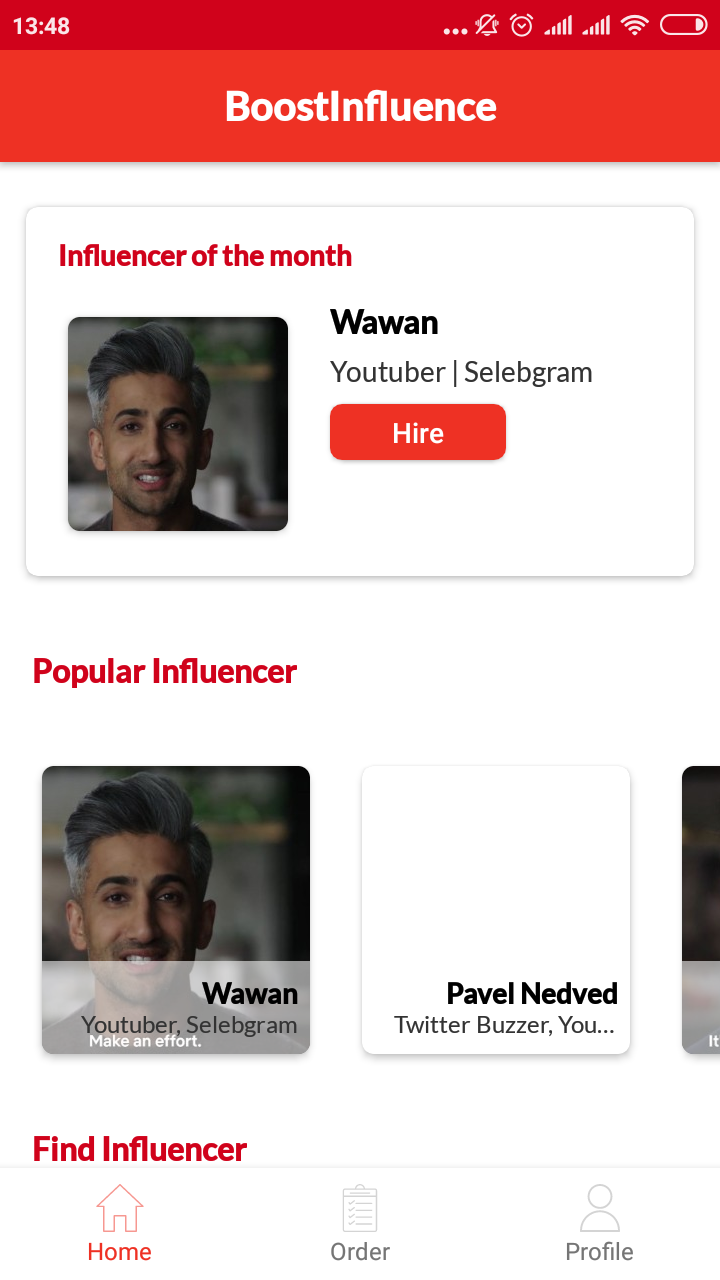 13:48
BoostInfluence
Influencer of the month
Wawan
Youtuber | Selebgram
Hire
Popular Influencer
Wawan
Youtuber, Selebgram
Make an effort.
Pavel Nedved
Twitter Buzzer, You...
It
Find Influencer
Home
Order
Profile